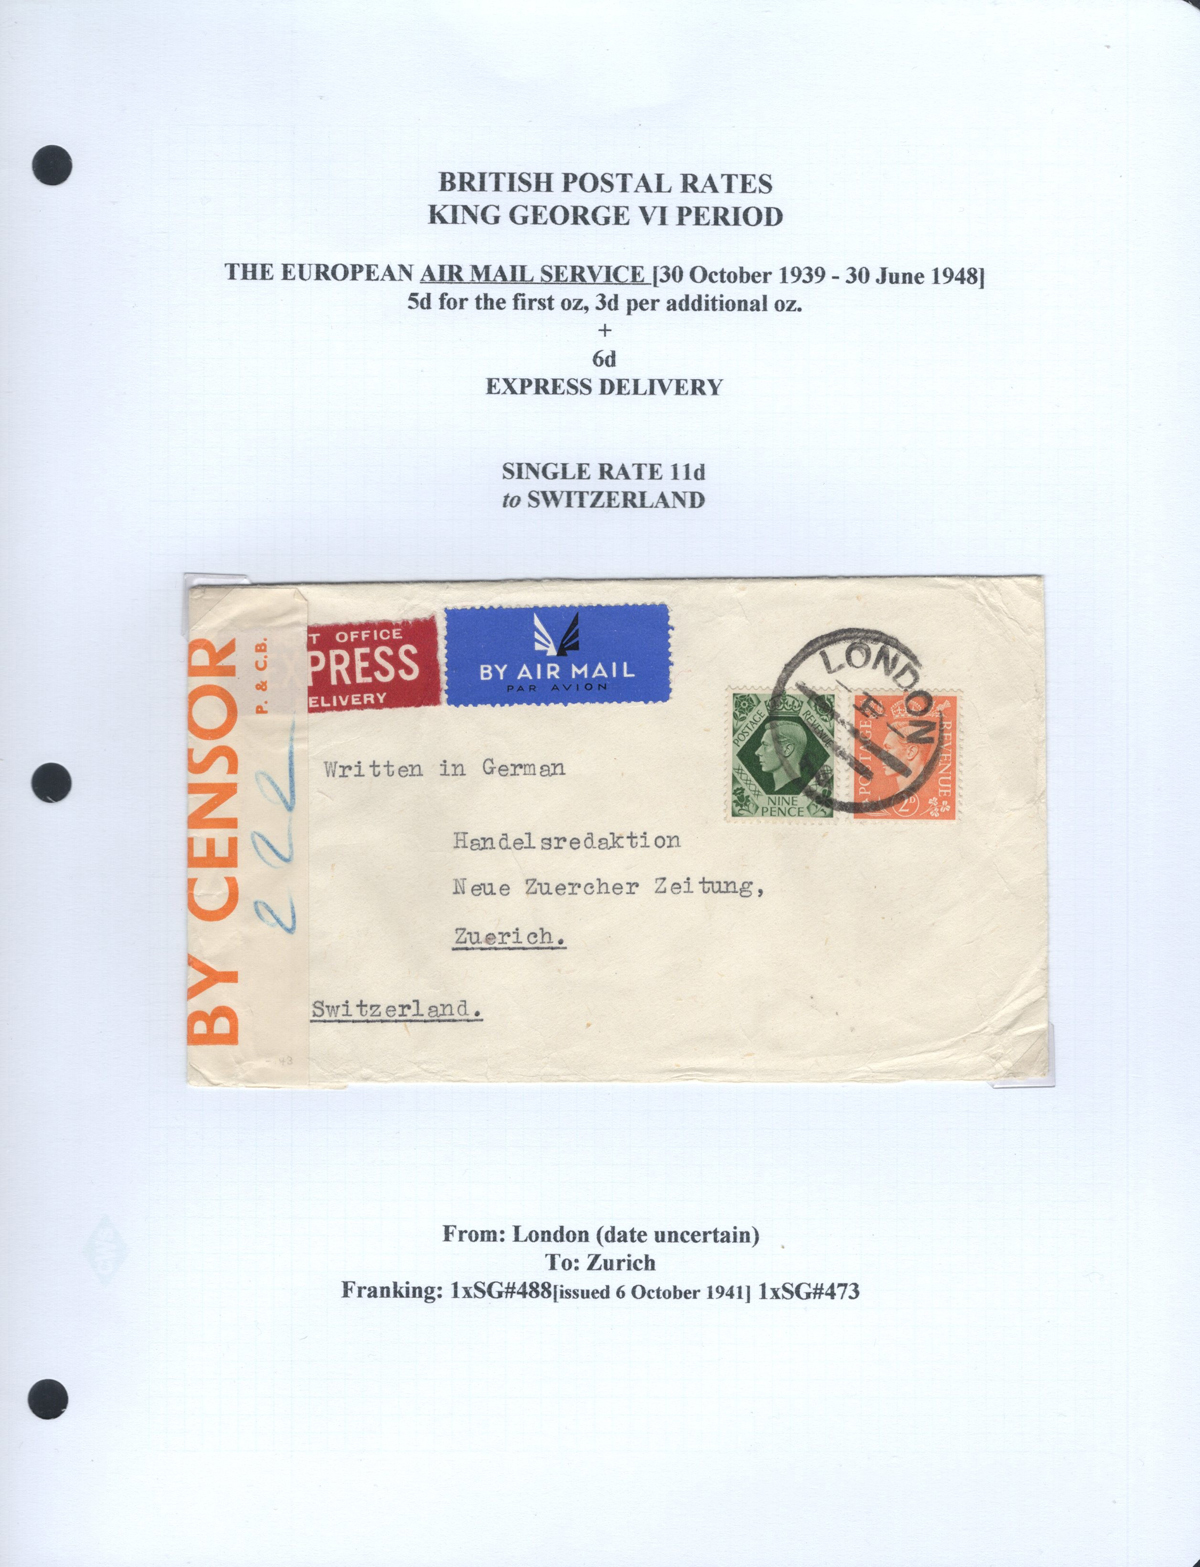 BRITISH POSTAL RATES
KING GEORGE VI PERIOD
THE EUROPEAN AIR MAIL SERVICE [30 October 1939 - 30 June 1948]
5d for the first oz, 3d per additional oz.
+
6d
EXPRESS DELIVERY
SINGLE RATE 11d
to SWITZERLAND
BY CENSOR
P. & C.B.
222
T OFFICE
PRESS
ELIVERY
BY AIR MAIL
PAR AVION
LONDON
POSTAGE REVENUE
NINE
PENCE
POSTAGE REVENUE
2D
Written in German
Handelsredaktion
Neue Zuercher Zeitung,
Zuerich.
Switzerland.
From: London (date uncertain)
To: Zurich
Franking: 1xSG#488[issued 6 October 1941] 1xSG#473